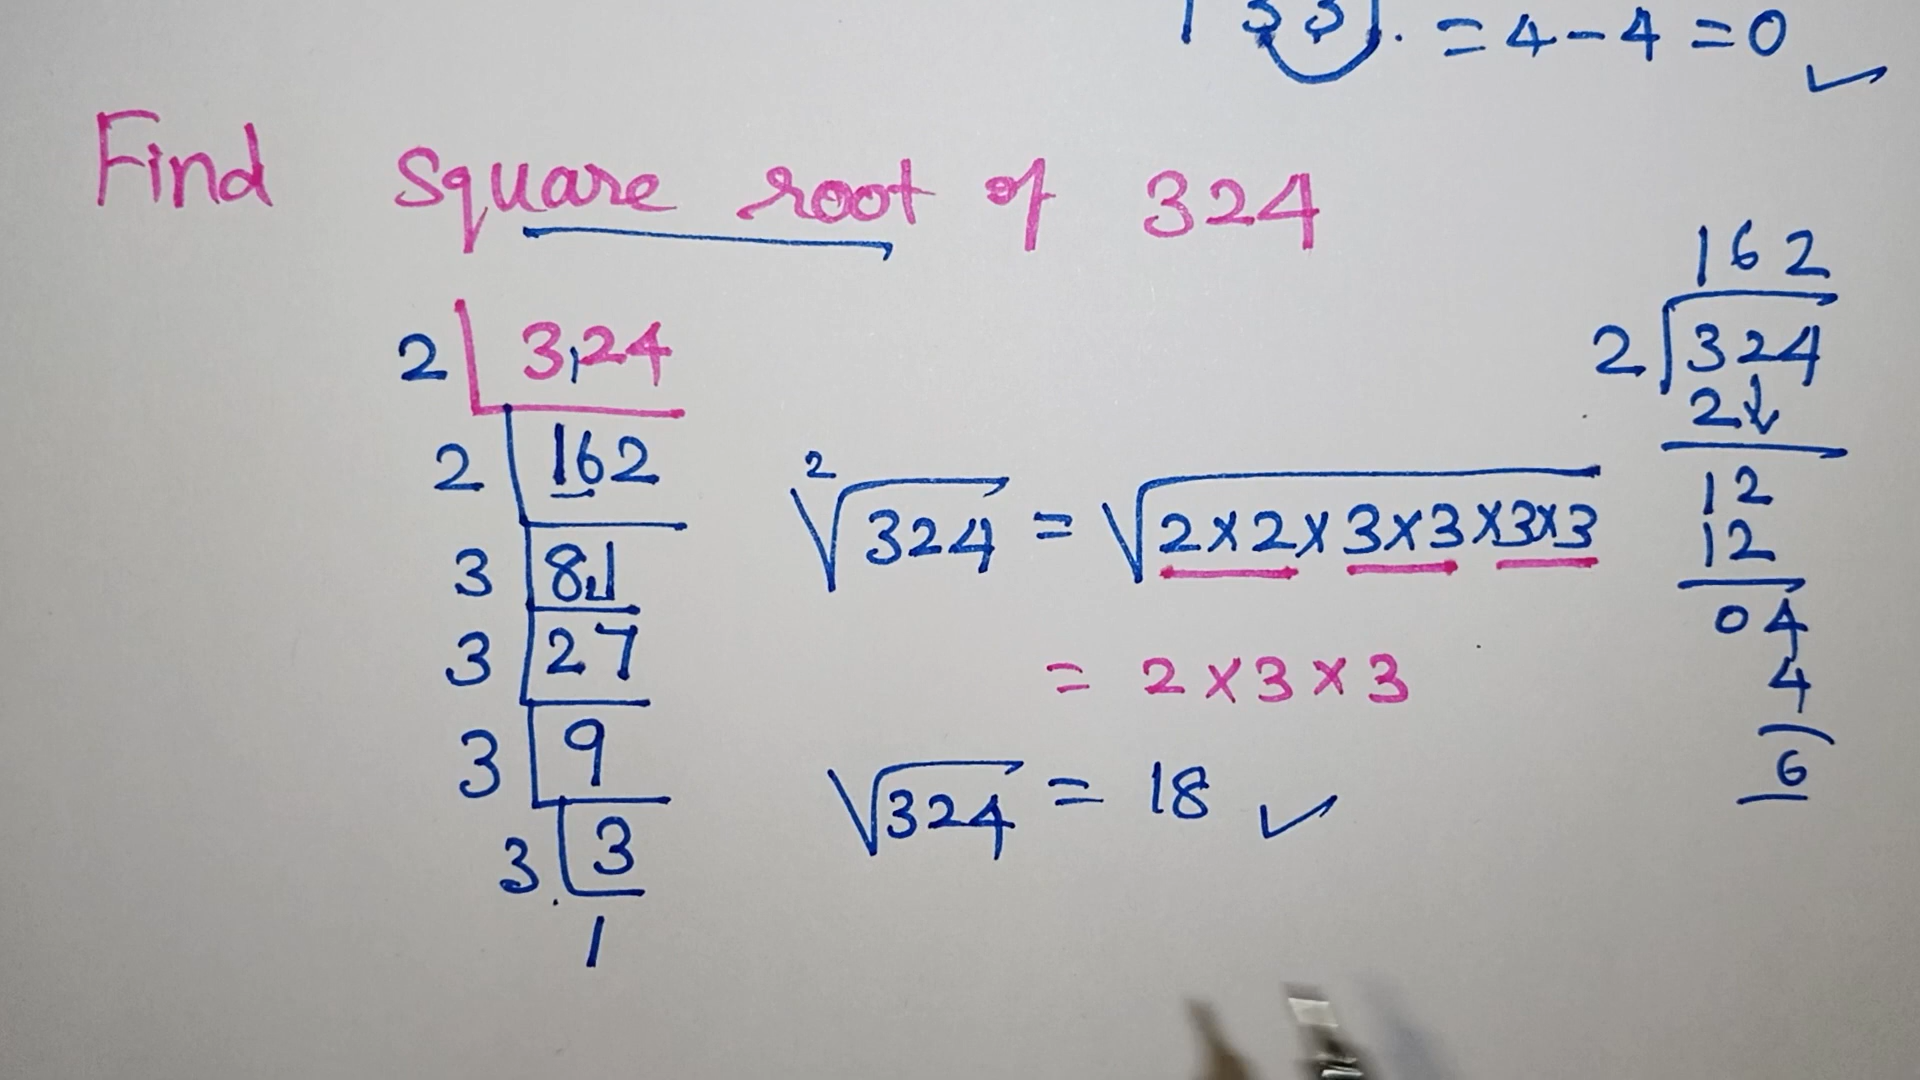 = 4 - 4 = 0 ✓
Find square root of 324
2 | 3,24
2 | 162
3 | 81
3 | 27
3 | 9
3 | 3
1
²√324 = √2×2×3×3×3×3
= 2×3×3
√324 = 18 ✓
162
2 √324
2↓
12
12
04
4
6